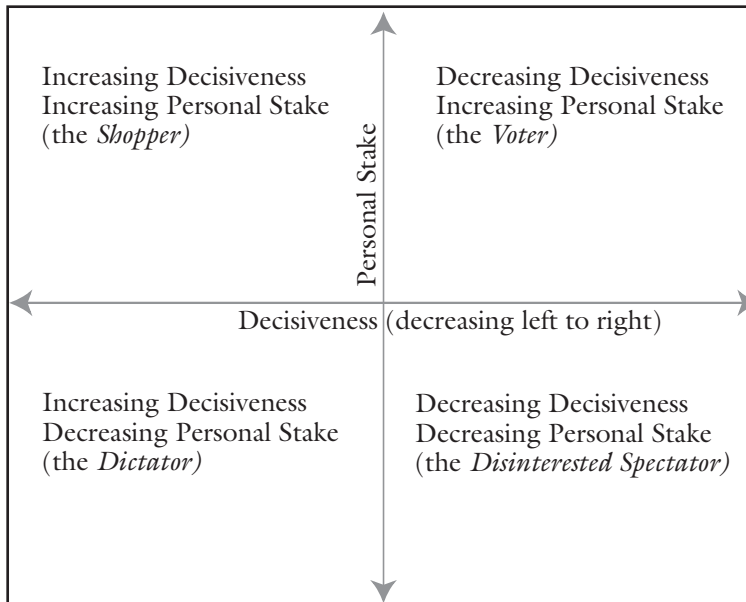 Increasing Decisiveness
Increasing Personal Stake
(the Shopper)
Decreasing Decisiveness
Increasing Personal Stake
(the Voter)
Personal Stake
Decisiveness (decreasing left to right)
Increasing Decisiveness
Decreasing Personal Stake
(the Dictator)
Decreasing Decisiveness
Decreasing Personal Stake
(the Disinterested Spectator)